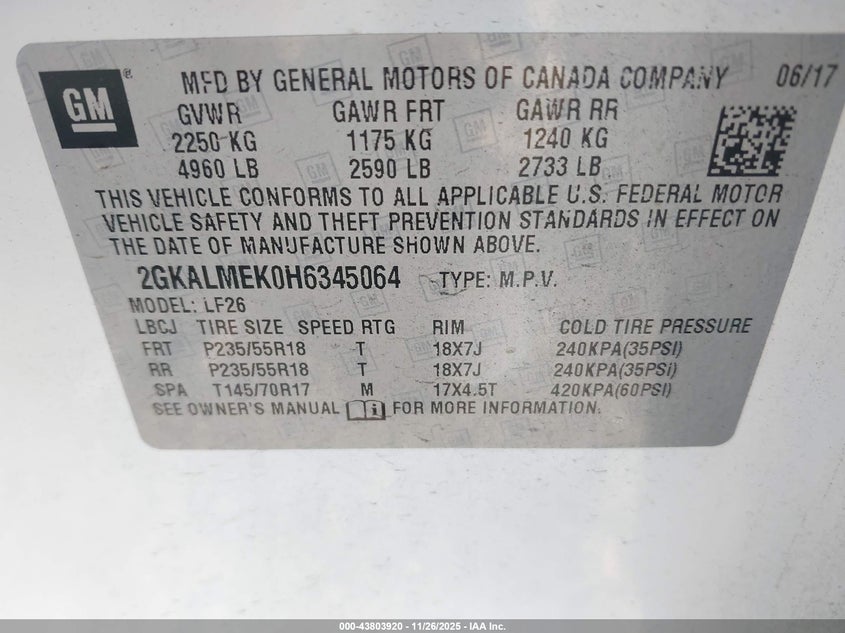 GM ® MFD BY GENERAL MOTORS OF CANADA COMPANY 06/17
GVWR GAWR FRT GAWR RR
2250 KG 1175 KG 1240 KG
4960 LB 2590 LB 2733 LB
THIS VEHICLE CONFORMS TO ALL APPLICABLE U.S. FEDERAL MOTOR
VEHICLE SAFETY AND THEFT PREVENTION STANDARDS IN EFFECT ON
THE DATE OF MANUFACTURE SHOWN ABOVE.
2GKALMEK0H6345064 TYPE: M.P.V.
MODEL: LF26
LBCJ TIRE SIZE SPEED RTG RIM COLD TIRE PRESSURE
FRT P235/55R18 T 18X7J 240KPA(35PSI)
RR P235/55R18 T 18X7J 240KPA(35PSI)
SPA T145/70R17 M 17X4.5T 420KPA(60PSI)
SEE OWNER'S MANUAL FOR MORE INFORMATION.
000-43803920 - 11/26/2025 - IAA Inc.